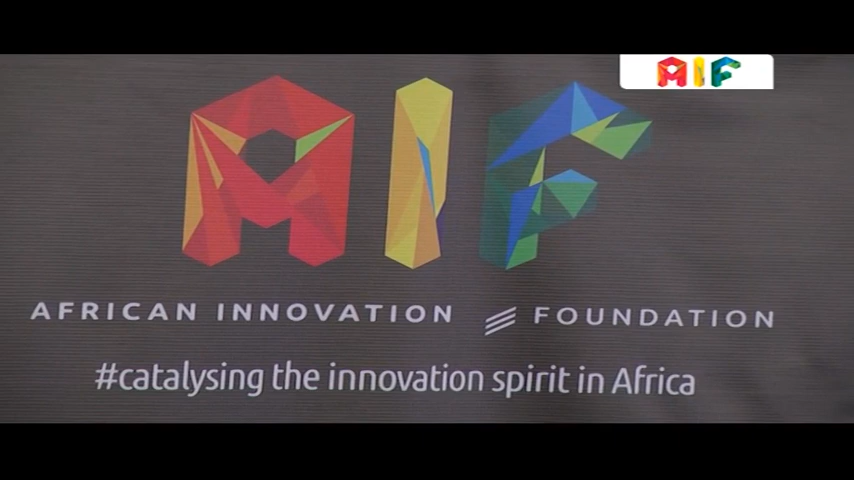 AIF
AIF
AFRICAN INNOVATION FOUNDATION
#catalysing the innovation spirit in Africa